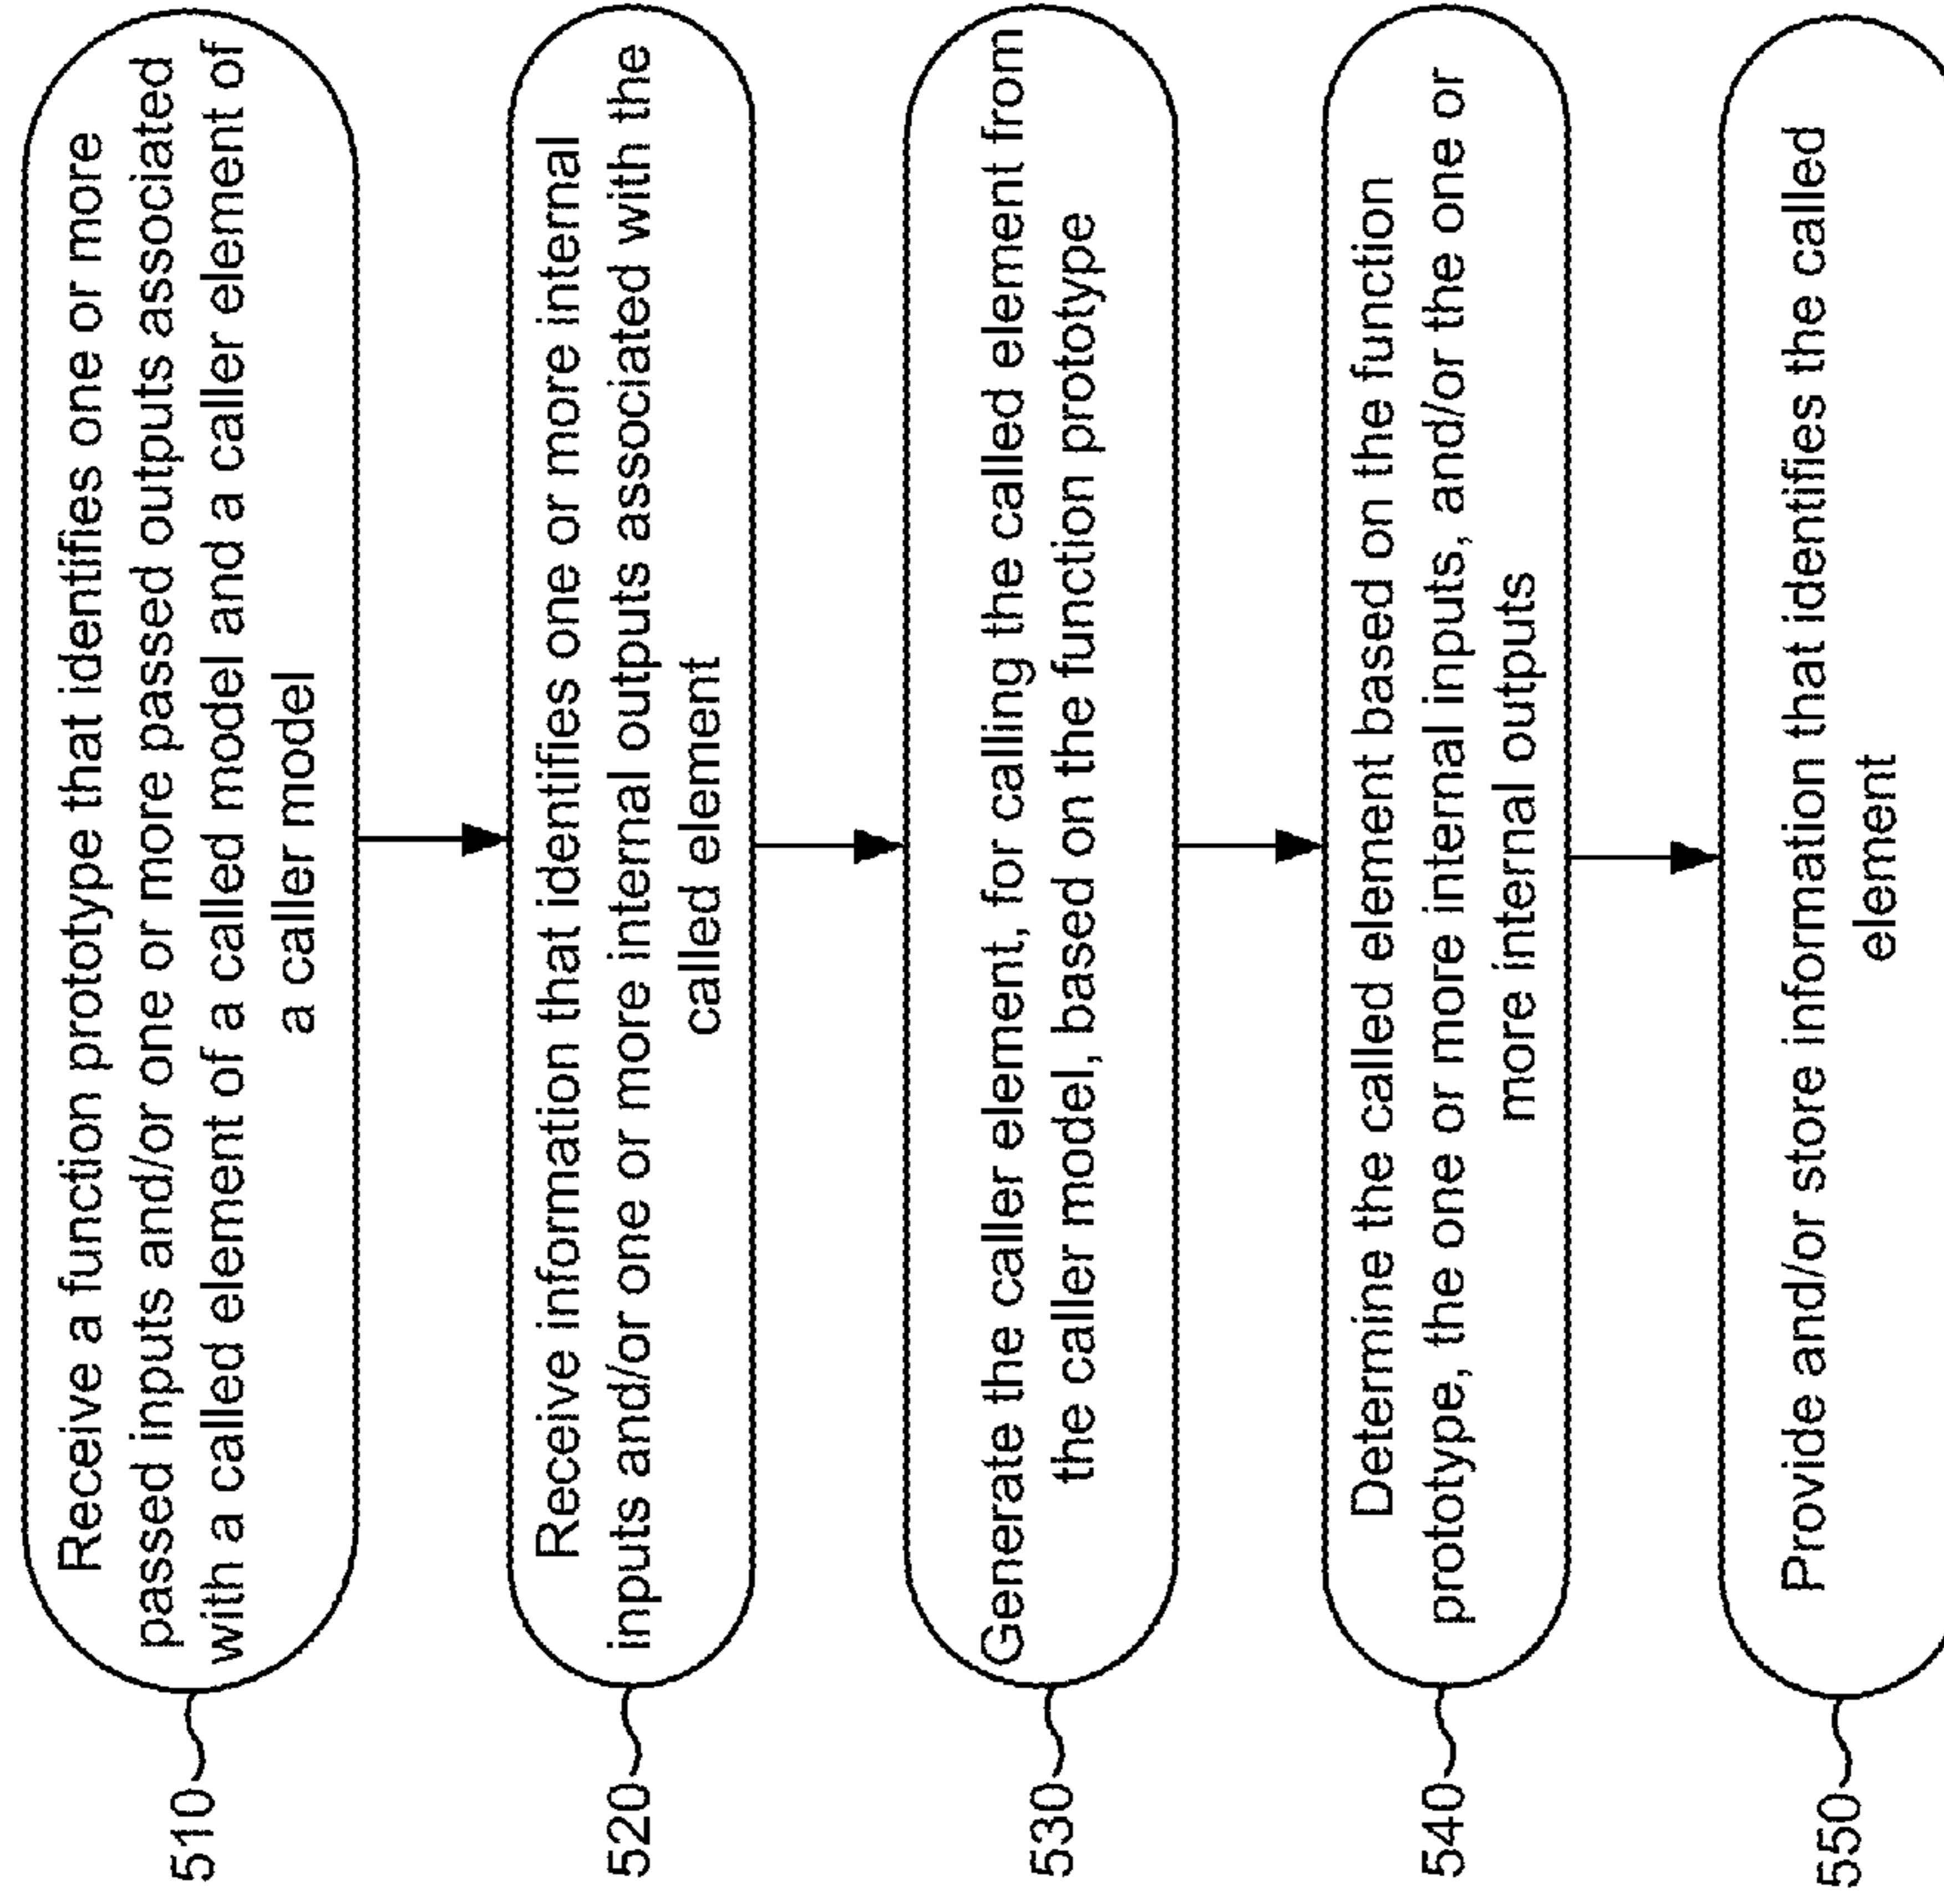 510
Receive a function prototype that identifies one or more
passed inputs and/or one or more passed outputs associated
with a called element of a called model and a caller element of
a caller model
520
Receive information that identifies one or more internal
inputs and/or one or more internal outputs associated with the
called element
530
Generate the caller element, for calling the called element from
the caller model, based on the function prototype
540
Determine the called element based on the function
prototype, the one or more internal inputs, and/or the one or
more internal outputs
550
Provide and/or store information that identifies the called
element